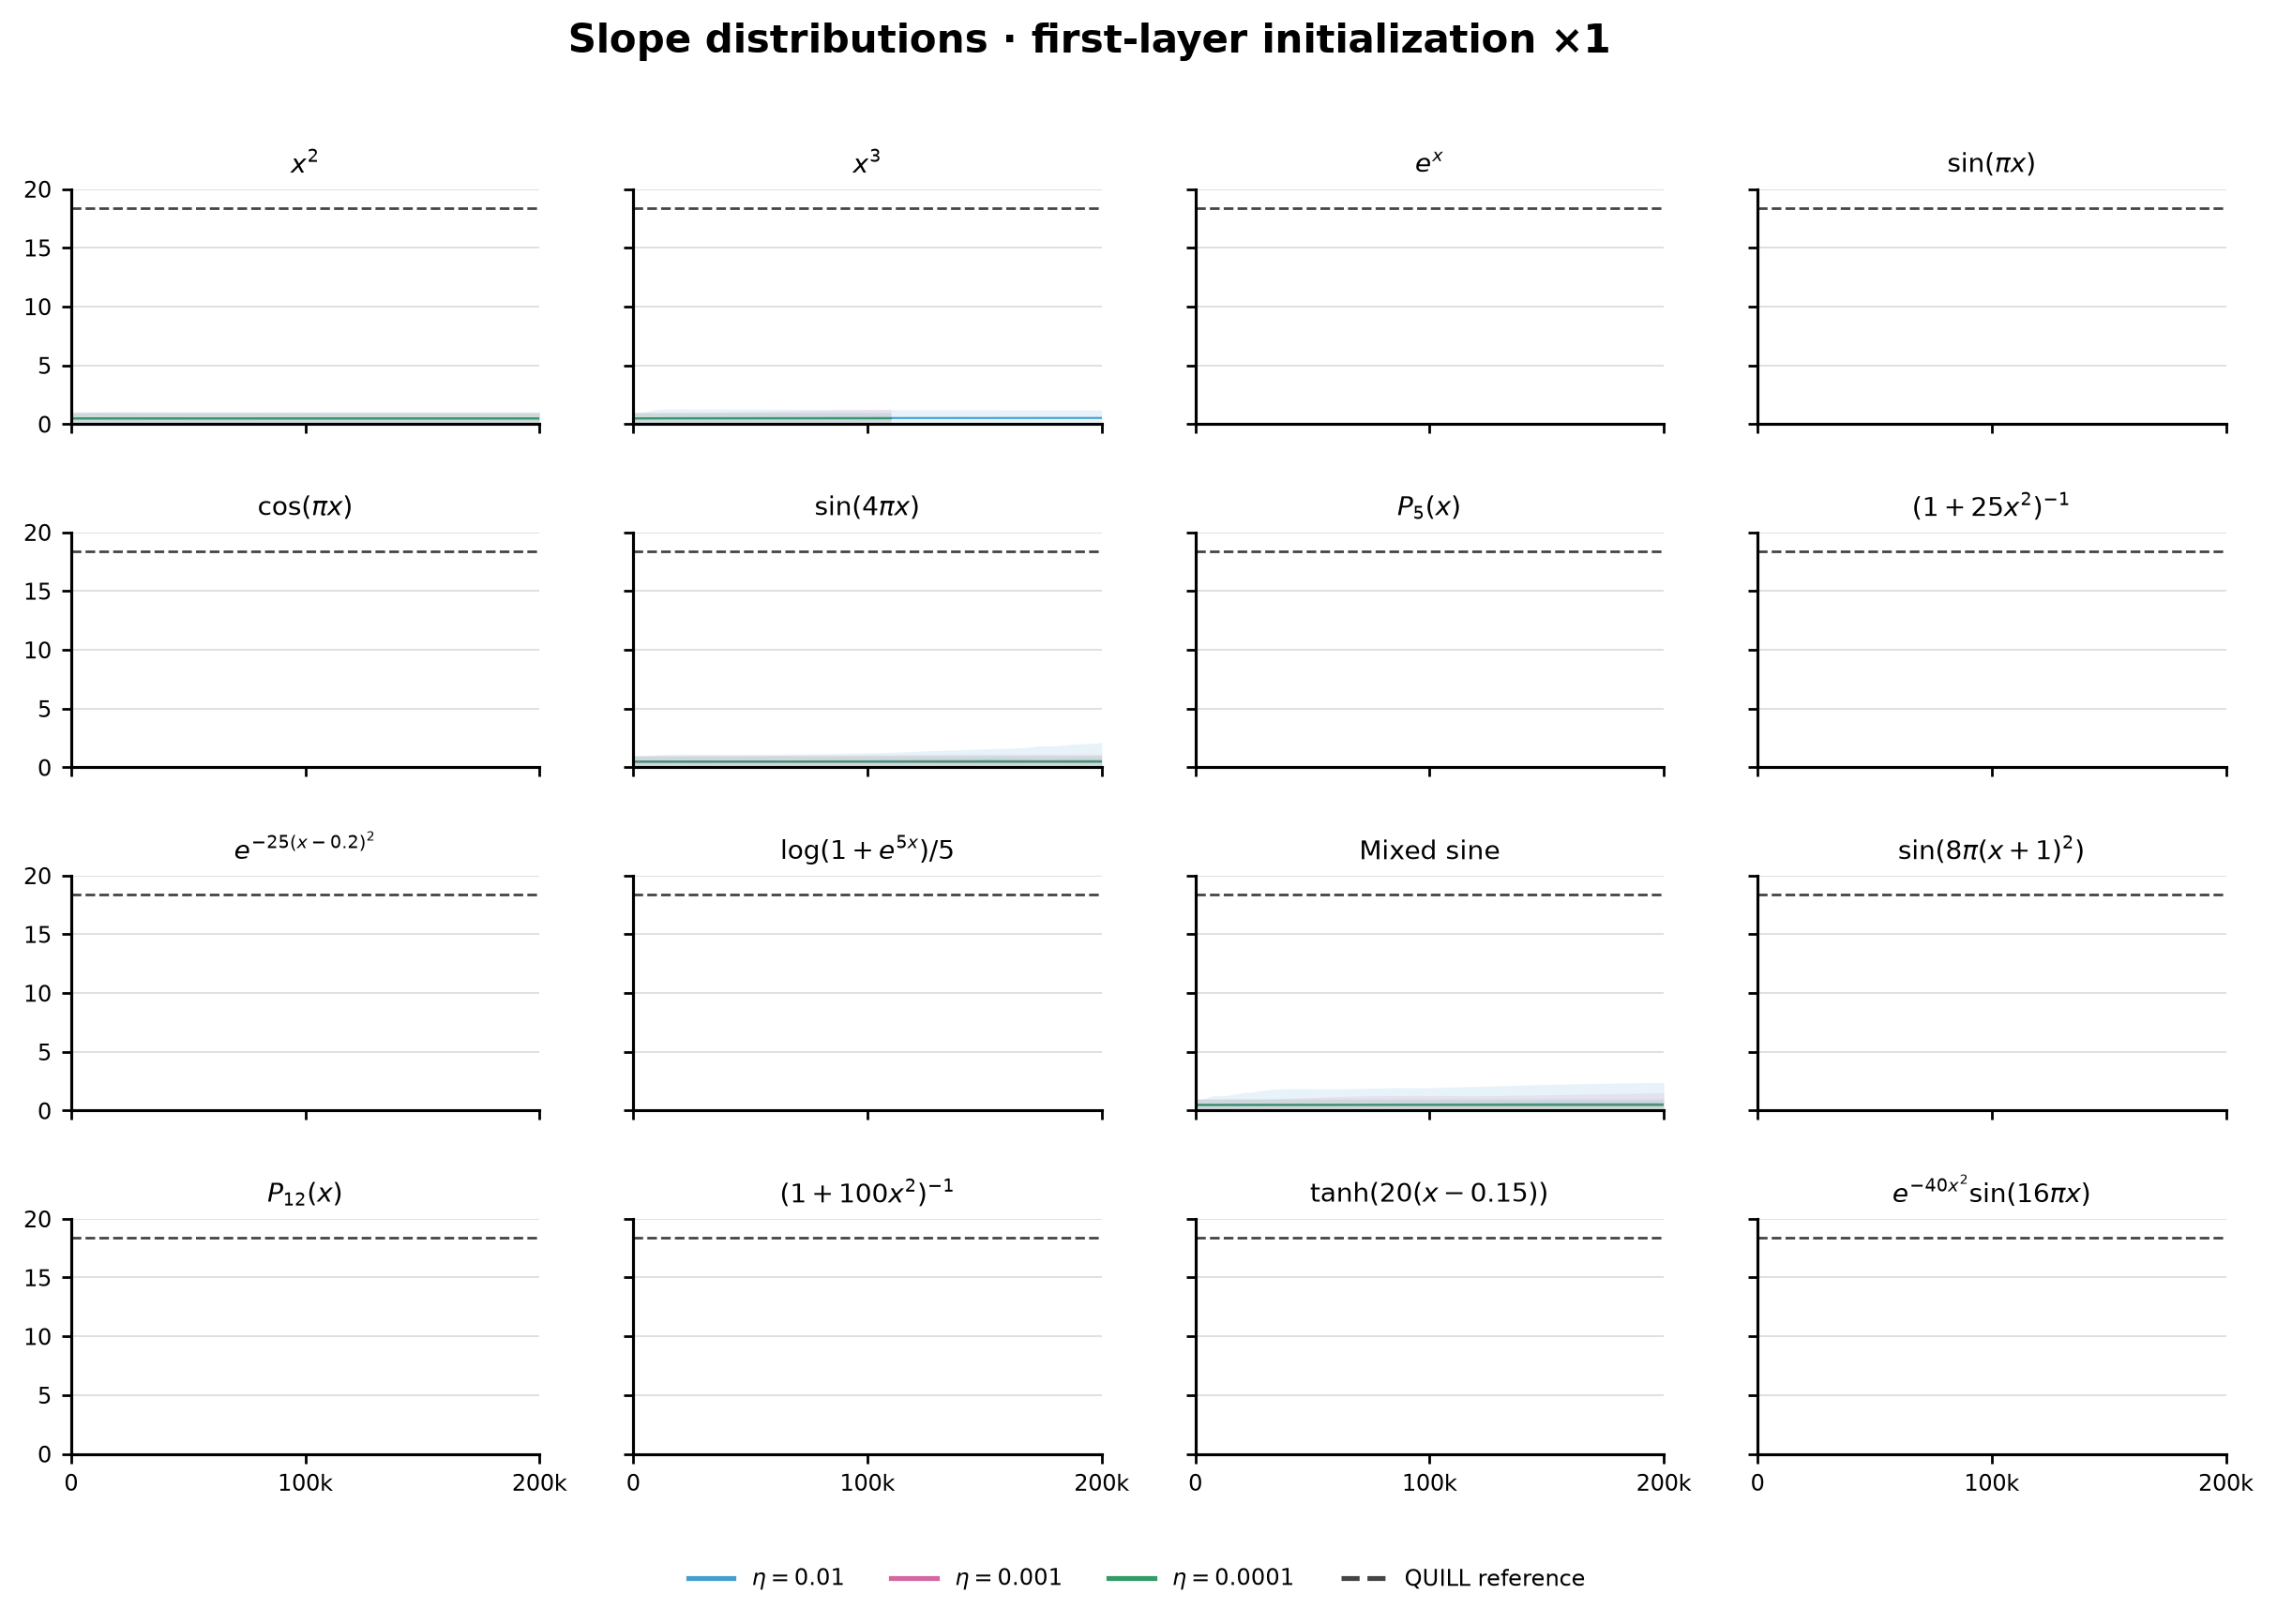 Slope distributions · first-layer initialization ×1
x² x³ eˣ sin(πx)
20
15
10
5
0
cos(πx) sin(4πx) P₅(x) (1 + 25x²)⁻¹
20
15
10
5
0
e^{−25(x−0.2)²} log(1 + e^{5x})/5 Mixed sine sin(8π(x + 1)²)
20
15
10
5
0
P₁₂(x) (1 + 100x²)⁻¹ tanh(20(x − 0.15)) e^{−40x²}sin(16πx)
20
15
10
5
0
0 100k 200k 0 100k 200k 0 100k 200k 0 100k 200k
η = 0.01 η = 0.001 η = 0.0001 QUILL reference